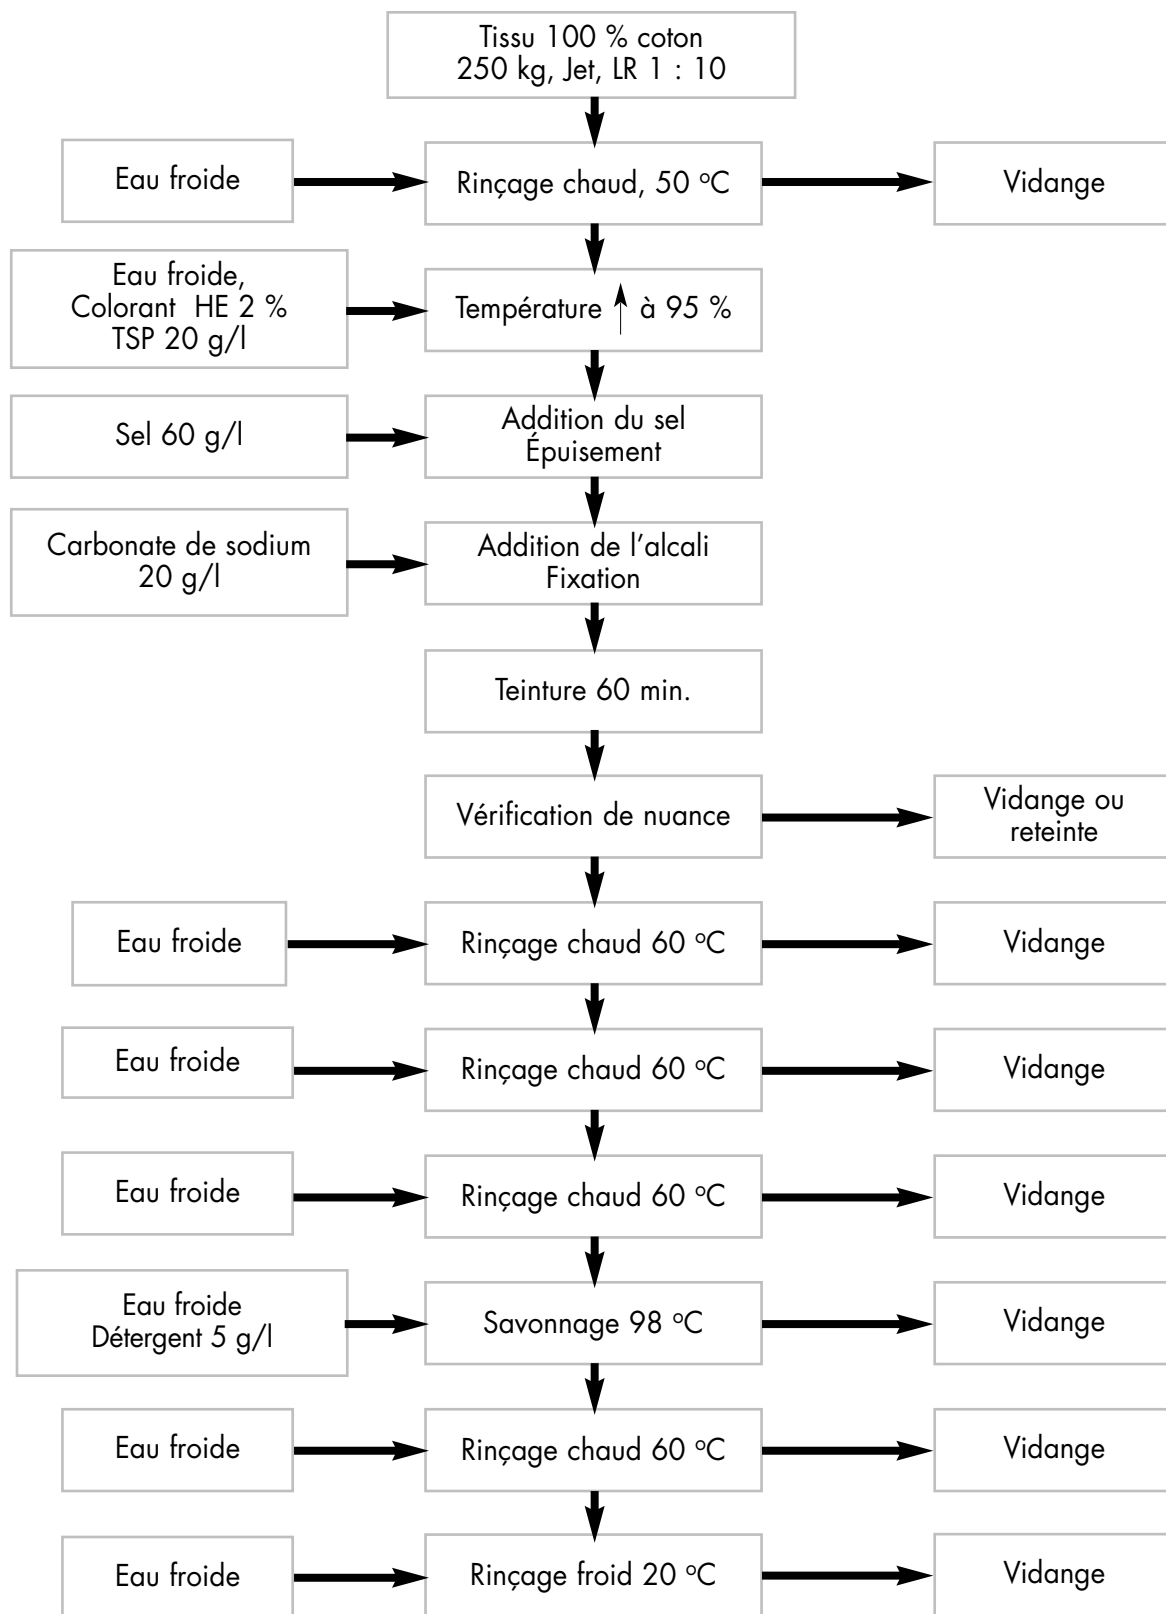 Tissu 100 % coton
250 kg, Jet, LR 1 : 10
Eau froide
Rinçage chaud, 50 °C
Vidange
Eau froide,
Colorant HE 2 %
TSP 20 g/l
Température ↑ à 95 %
Sel 60 g/l
Addition du sel
Épuisement
Carbonate de sodium
20 g/l
Addition de l’alcali
Fixation
Teinture 60 min.
Vérification de nuance
Vidange ou
reteinte
Eau froide
Rinçage chaud 60 °C
Vidange
Eau froide
Rinçage chaud 60 °C
Vidange
Eau froide
Rinçage chaud 60 °C
Vidange
Eau froide
Détergent 5 g/l
Savonnage 98 °C
Vidange
Eau froide
Rinçage chaud 60 °C
Vidange
Eau froide
Rinçage froid 20 °C
Vidange